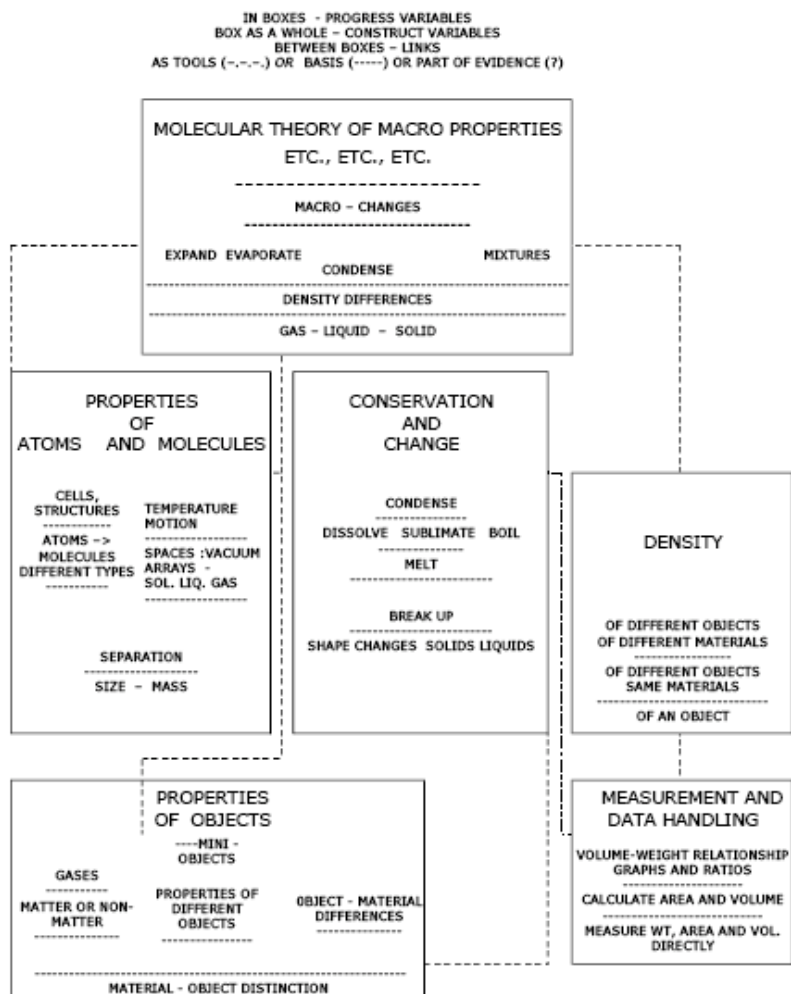 IN BOXES - PROGRESS VARIABLES
BOX AS A WHOLE – CONSTRUCT VARIABLES
BETWEEN BOXES – LINKS
AS TOOLS (-.-.-.) OR BASIS (-----) OR PART OF EVIDENCE (?)
MOLECULAR THEORY OF MACRO PROPERTIES
ETC., ETC., ETC.
MACRO – CHANGES
EXPAND EVAPORATE MIXTURES
CONDENSE
DENSITY DIFFERENCES
GAS – LIQUID – SOLID
PROPERTIES
OF
ATOMS AND MOLECULES
CELLS,
STRUCTURES
ATOMS –>
MOLECULES
DIFFERENT TYPES
TEMPERATURE
MOTION
SPACES :VACUUM
ARRAYS -
SOL. LIQ. GAS
SEPARATION
SIZE – MASS
CONSERVATION
AND
CHANGE
CONDENSE
DISSOLVE SUBLIMATE BOIL
MELT
BREAK UP
SHAPE CHANGES SOLIDS LIQUIDS
DENSITY
OF DIFFERENT OBJECTS
OF DIFFERENT MATERIALS
OF DIFFERENT OBJECTS
SAME MATERIALS
OF AN OBJECT
PROPERTIES
OF OBJECTS
----MINI -
OBJECTS
GASES
MATTER OR NON-
MATTER
PROPERTIES OF
DIFFERENT
OBJECTS
OBJECT - MATERIAL
DIFFERENCES
MATERIAL - OBJECT DISTINCTION
MEASUREMENT AND
DATA HANDLING
VOLUME-WEIGHT RELATIONSHIP
GRAPHS AND RATIOS
CALCULATE AREA AND VOLUME
MEASURE WT, AREA AND VOL.
DIRECTLY